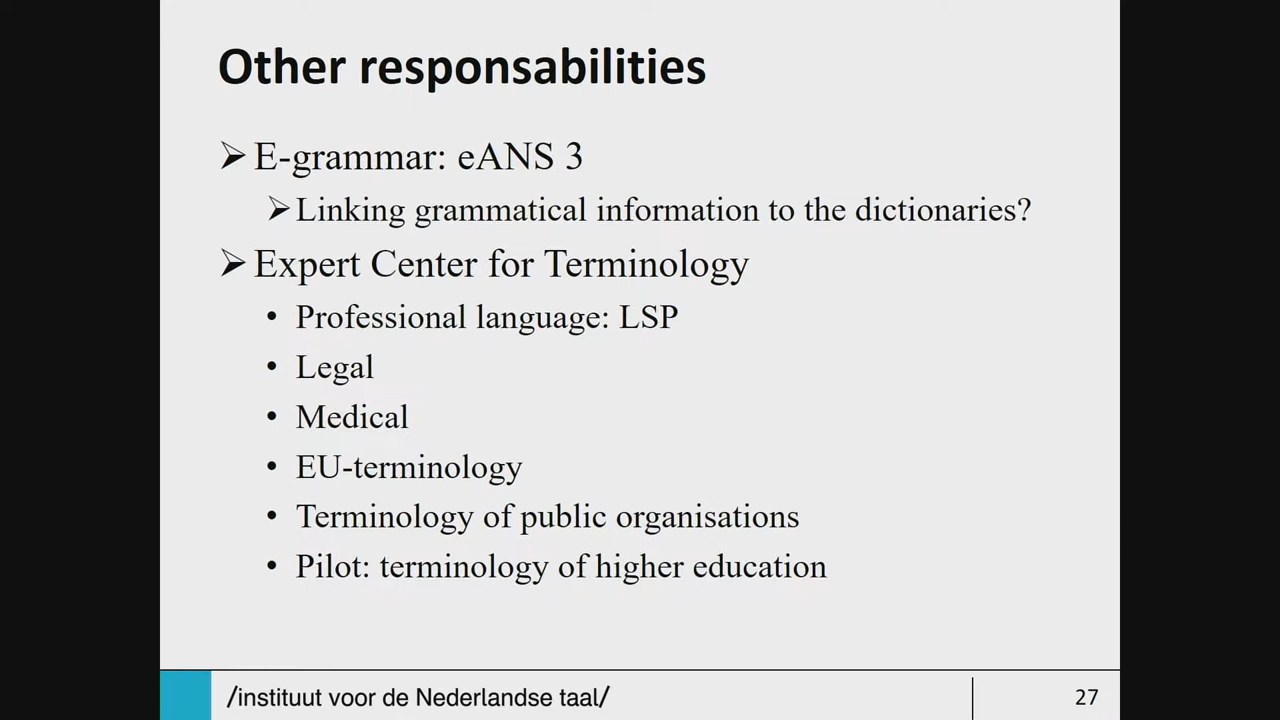 Other responsabilities
➢ E-grammar: eANS 3
➢ Linking grammatical information to the dictionaries?
➢ Expert Center for Terminology
• Professional language: LSP
• Legal
• Medical
• EU-terminology
• Terminology of public organisations
• Pilot: terminology of higher education
/instituut voor de Nederlandse taal/
27